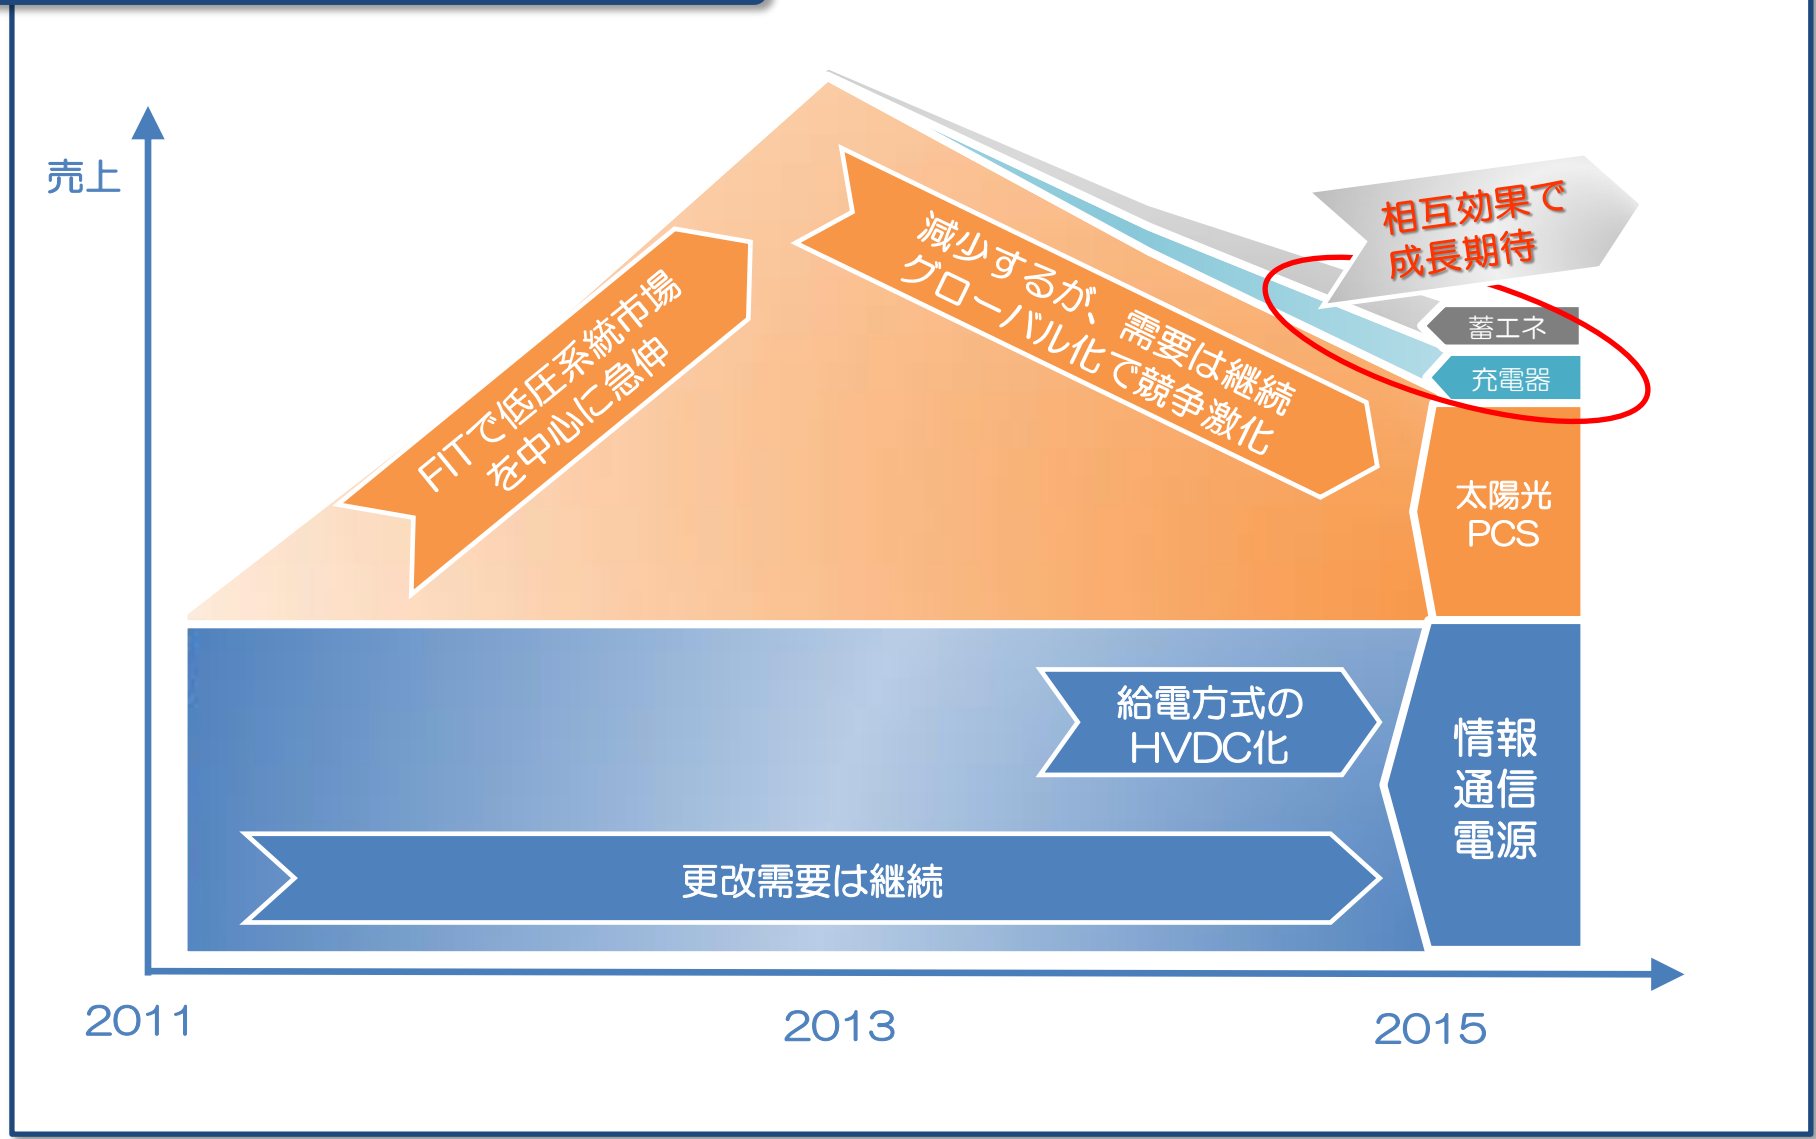 売上
相互効果で
成長期待
減少するが、需要は継続
グローバル化で競争激化
FITで低圧系統市場
を中心に急伸
蓄エネ
充電器
太陽光
PCS
給電方式の
HVDC化
情報
通信
電源
更改需要は継続
2011
2013
2015